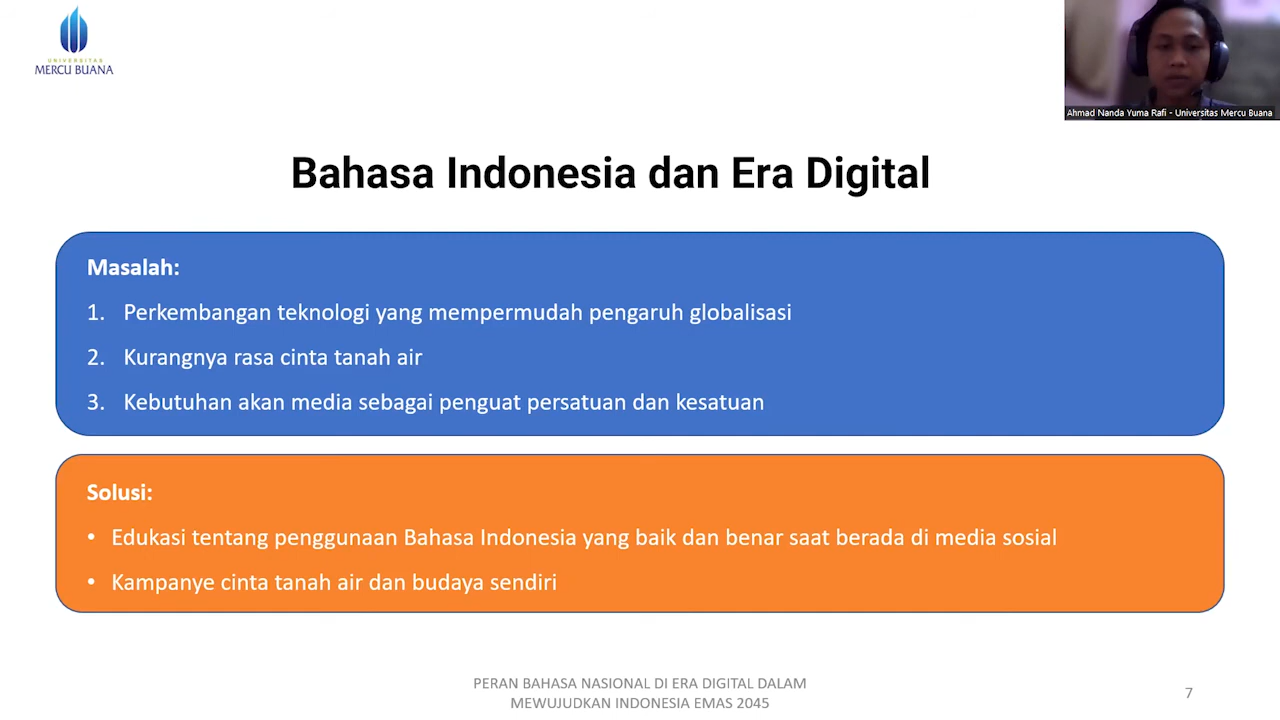 UNIVERSITAS
MERCU BUANA
Ahmad Nanda Yuma Rafi - Universitas Mercu Buana
Bahasa Indonesia dan Era Digital
Masalah:
1. Perkembangan teknologi yang mempermudah pengaruh globalisasi
2. Kurangnya rasa cinta tanah air
3. Kebutuhan akan media sebagai penguat persatuan dan kesatuan
Solusi:
• Edukasi tentang penggunaan Bahasa Indonesia yang baik dan benar saat berada di media sosial
• Kampanye cinta tanah air dan budaya sendiri
PERAN BAHASA NASIONAL DI ERA DIGITAL DALAM
MEWUJUDKAN INDONESIA EMAS 2045
7